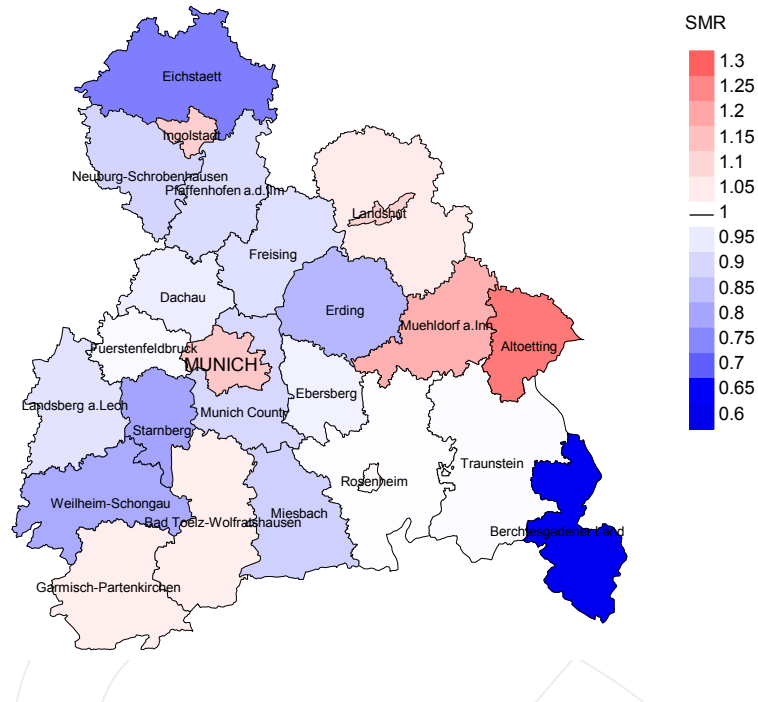 SMR
1.3
1.25
1.2
1.15
1.1
1.05
1
0.95
0.9
0.85
0.8
0.75
0.7
0.65
0.6
Eichstaett
Ingolstadt
Neuburg-Schrobenhausen
Pfaffenhofen a.d.Ilm
Landshut
Freising
Dachau
Erding
Muehldorf a.Inn
Altoetting
Fuerstenfeldbruck
MUNICH
Ebersberg
Landsberg a.Lech
Munich County
Starnberg
Traunstein
Rosenheim
Weilheim-Schongau
Miesbach
Bad Toelz-Wolfratshausen
Berchtesgadener Land
Garmisch-Partenkirchen